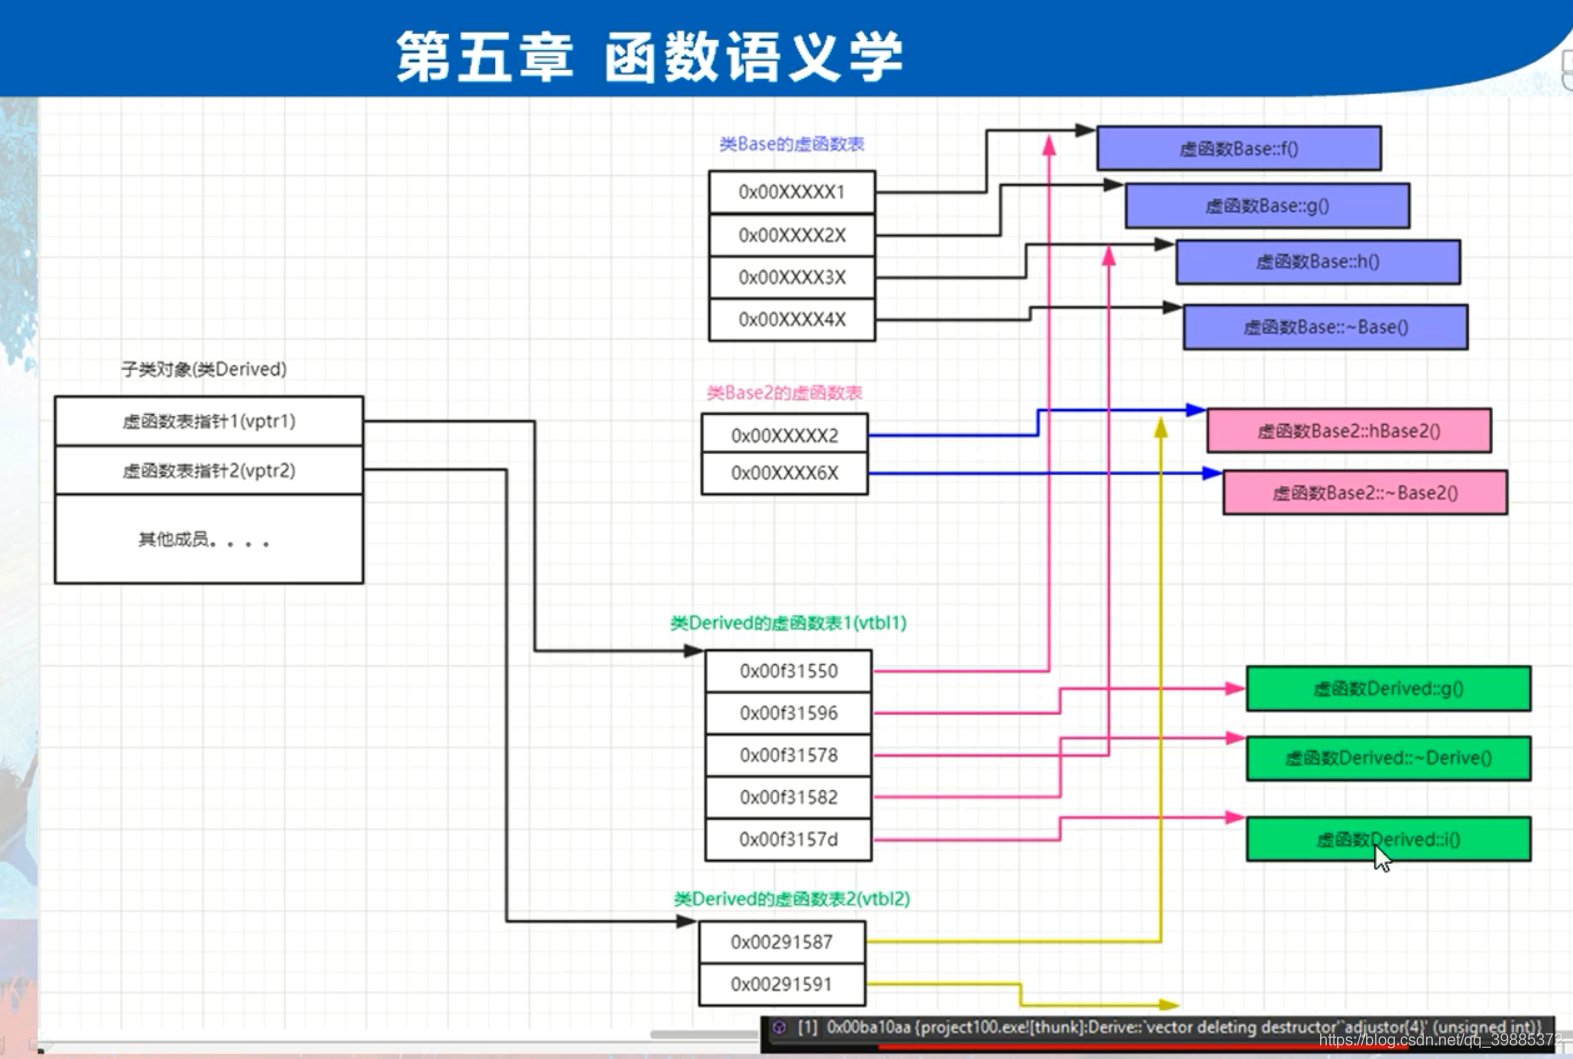 第五章 函数语义学
类Base的虚函数表
0x00XXXXX1
0x00XXXX2X
0x00XXXX3X
0x00XXXX4X
虚函数Base::f()
虚函数Base::g()
虚函数Base::h()
虚函数Base::~Base()
子类对象(类Derived)
虚函数表指针1(vptr1)
虚函数表指针2(vptr2)
其他成员。。。。
类Base2的虚函数表
0x00XXXXX2
0x00XXXX6X
虚函数Base2::hBase2()
虚函数Base2::~Base2()
类Derived的虚函数表1(vtbl1)
0x00f31550
0x00f31596
0x00f31578
0x00f31582
0x00f3157d
虚函数Derived::g()
虚函数Derived::~Derive()
虚函数Derived::i()
类Derived的虚函数表2(vtbl2)
0x00291587
0x00291591
[1] 0x00ba10aa {project100.exe![thunk]:Derive::`vector deleting destructor'`adjustor{4}' (unsigned int)}
https://blog.csdn.net/qq_39885372